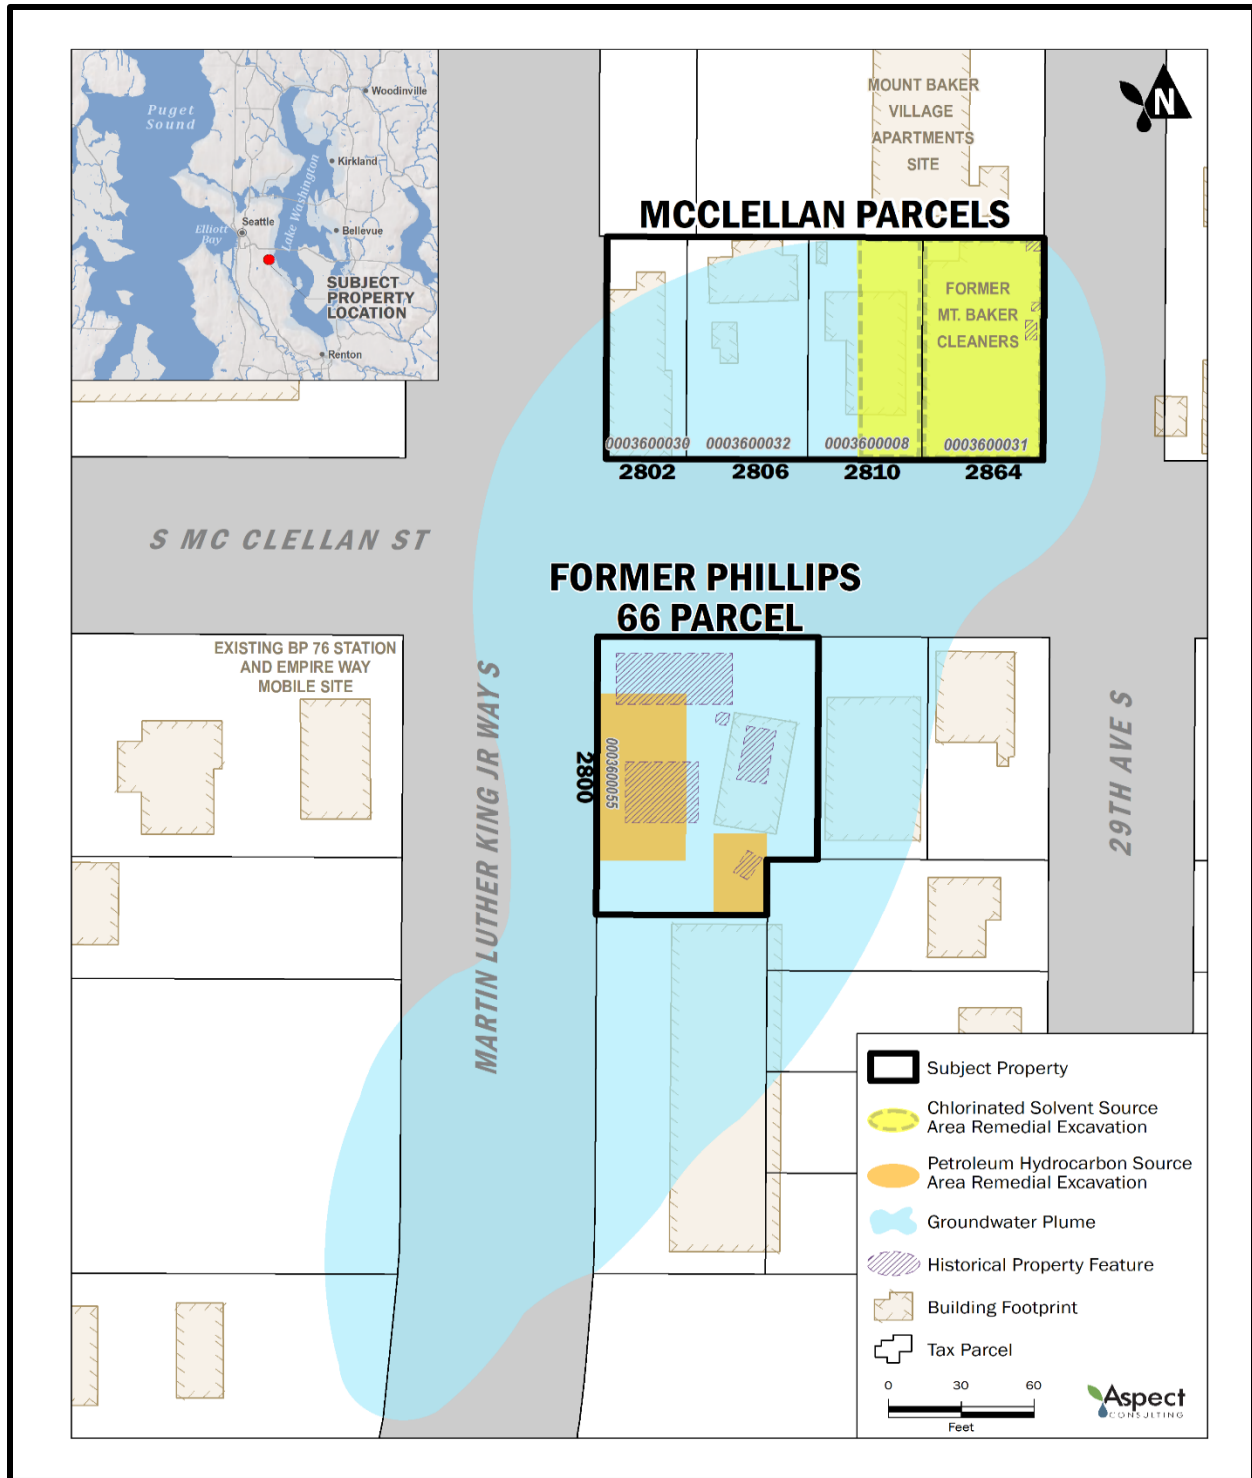 Puget
Sound
Woodinville
Kirkland
Lake Washington
Seattle
Elliott
Bay
Bellevue
SUBJECT
PROPERTY
LOCATION
Renton
MOUNT BAKER
VILLAGE
APARTMENTS
SITE
N
MCCLELLAN PARCELS
FORMER
MT. BAKER
CLEANERS
0003600030
0003600032
0003600008
0003600031
2802
2806
2810
2864
S MC CLELLAN ST
FORMER PHILLIPS
66 PARCEL
EXISTING BP 76 STATION
AND EMPIRE WAY
MOBILE SITE
MARTIN LUTHER KING JR WAY S
2800
0003600055
29TH AVE S
Subject Property
Chlorinated Solvent Source
Area Remedial Excavation
Petroleum Hydrocarbon Source
Area Remedial Excavation
Groundwater Plume
Historical Property Feature
Building Footprint
Tax Parcel
0 30 60
Feet
Aspect
CONSULTING